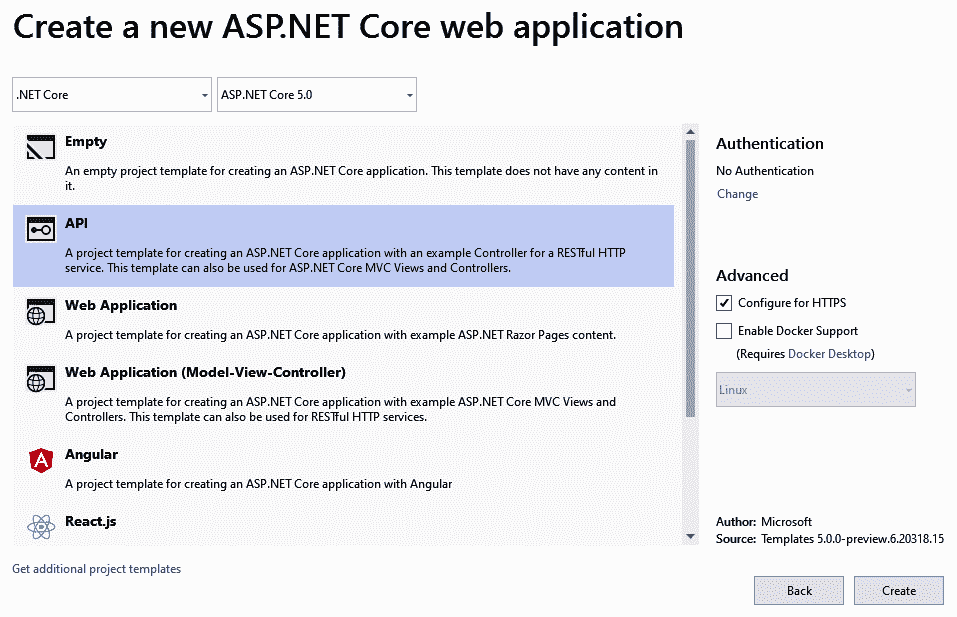 Create a new ASP.NET Core web application
.NET Core
ASP.NET Core 5.0
Empty
An empty project template for creating an ASP.NET Core application. This template does not have any content in
it.
API
A project template for creating an ASP.NET Core application with an example Controller for a RESTful HTTP
service. This template can also be used for ASP.NET Core MVC Views and Controllers.
Web Application
A project template for creating an ASP.NET Core application with example ASP.NET Razor Pages content.
Web Application (Model-View-Controller)
A project template for creating an ASP.NET Core application with example ASP.NET Core MVC Views and
Controllers. This template can also be used for RESTful HTTP services.
Angular
A project template for creating an ASP.NET Core application with Angular
React.js
Get additional project templates
Authentication
No Authentication
Change
Advanced
Configure for HTTPS
Enable Docker Support
(Requires Docker Desktop)
Linux
Author: Microsoft
Source: Templates 5.0.0-preview.6.20318.15
Back
Create